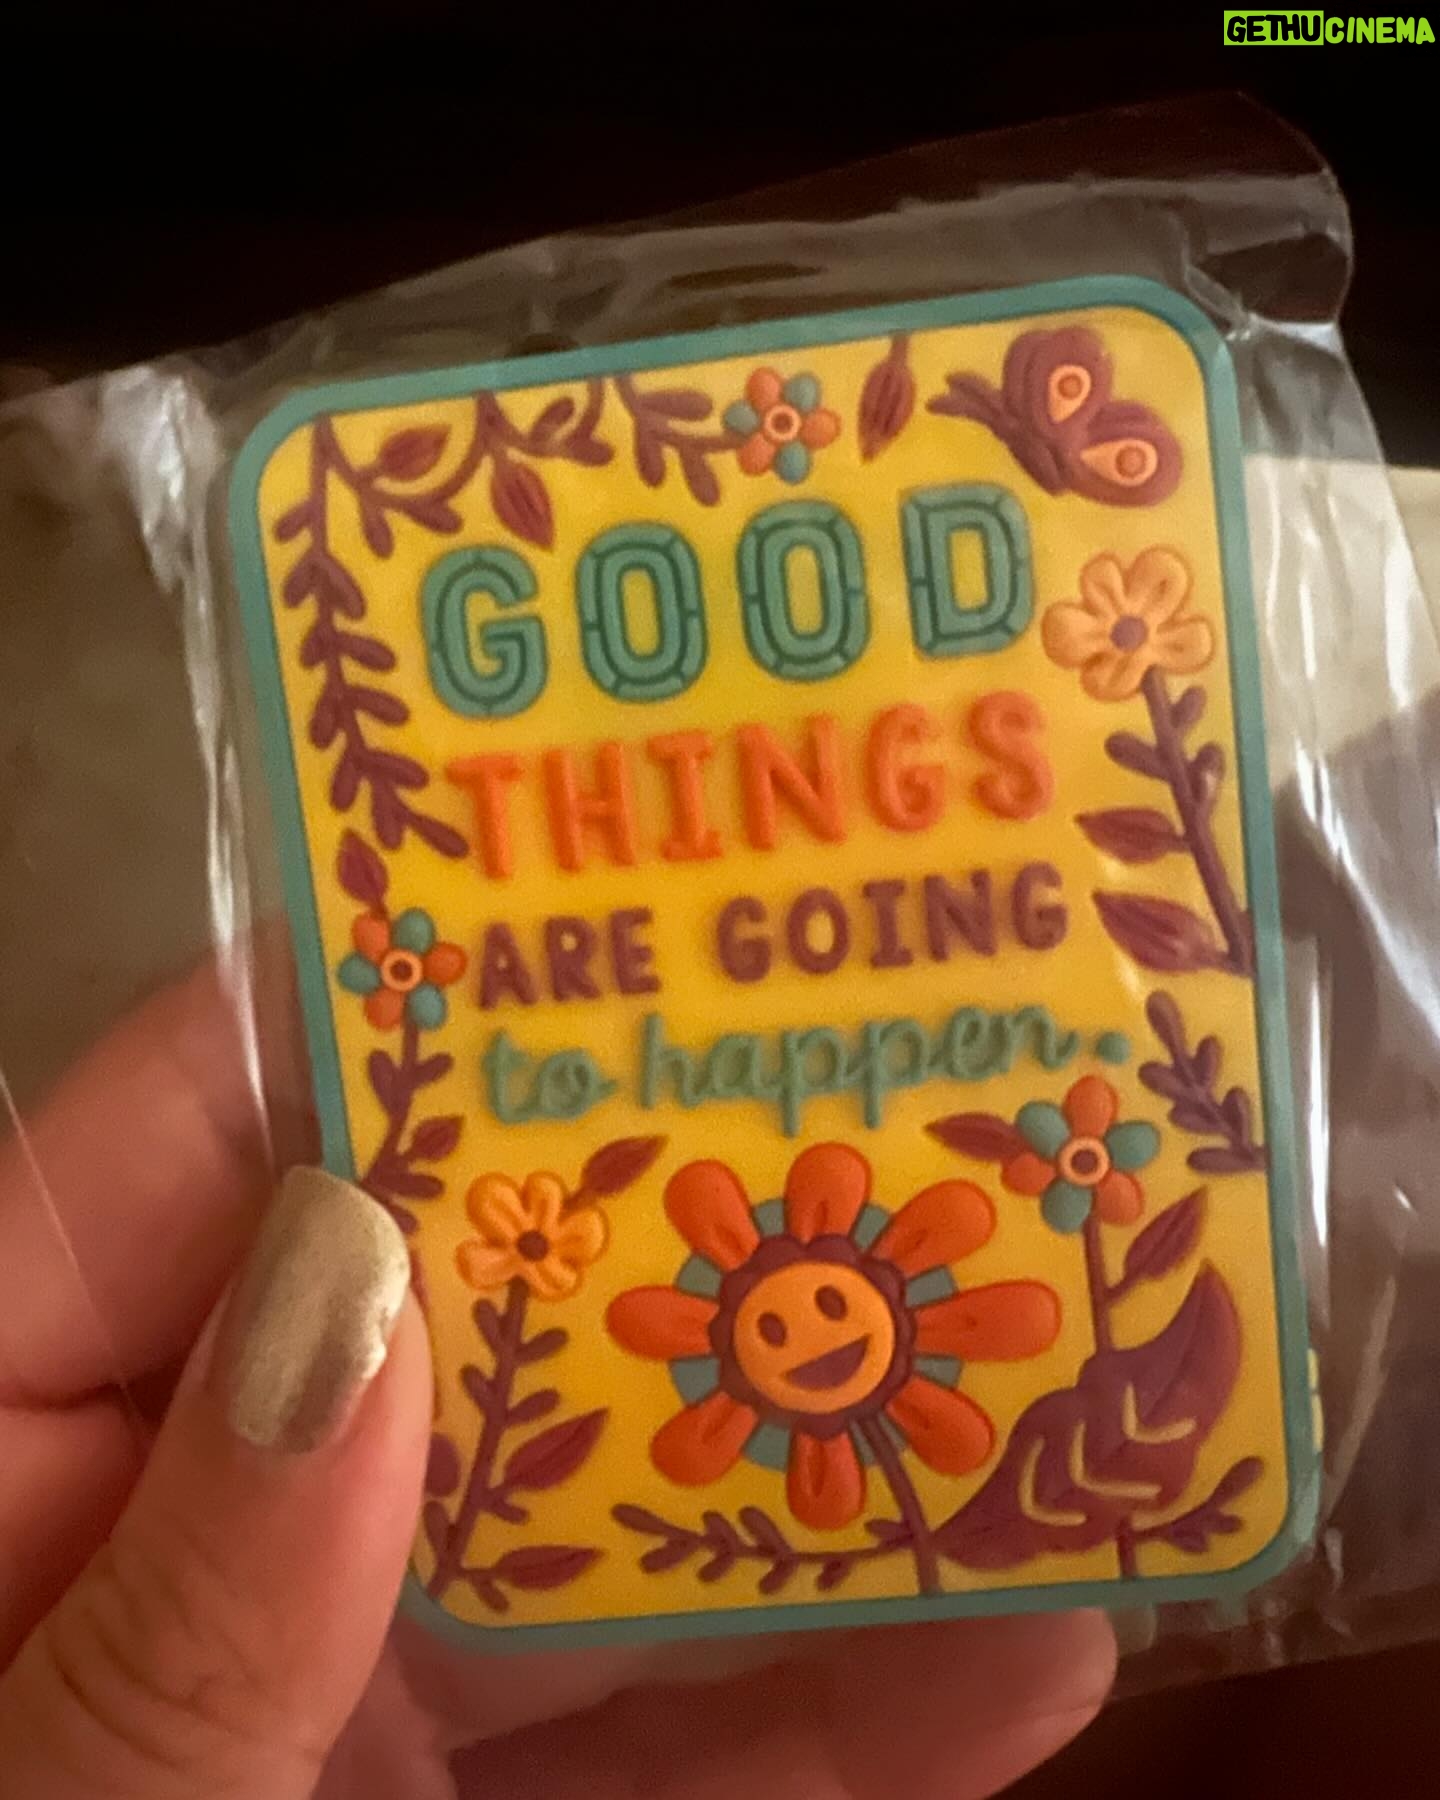 GETHUCINEMA
GOOD
THINGS
ARE GOING
to happen.